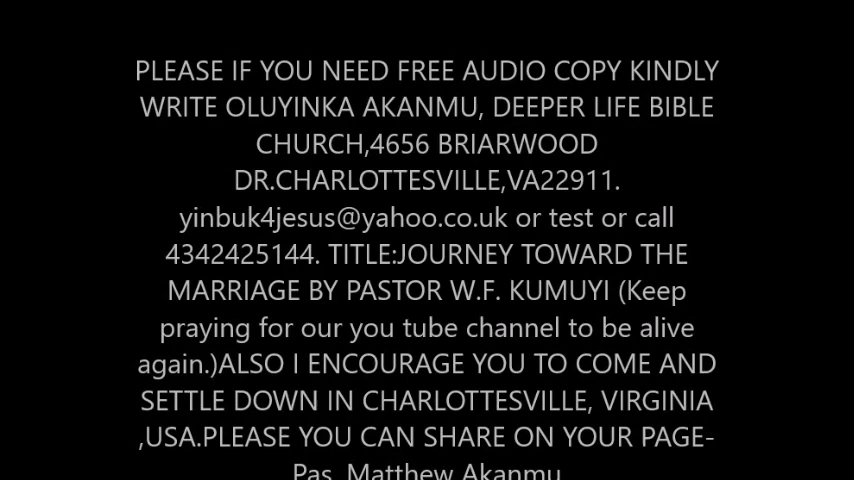 PLEASE IF YOU NEED FREE AUDIO COPY KINDLY
WRITE OLUYINKA AKANMU, DEEPER LIFE BIBLE
CHURCH,4656 BRIARWOOD
DR.CHARLOTTESVILLE,VA22911.
yinbuk4jesus@yahoo.co.uk or test or call
4342425144. TITLE:JOURNEY TOWARD THE
MARRIAGE BY PASTOR W.F. KUMUYI (Keep
praying for our you tube channel to be alive
again.)ALSO I ENCOURAGE YOU TO COME AND
SETTLE DOWN IN CHARLOTTESVILLE, VIRGINIA
,USA.PLEASE YOU CAN SHARE ON YOUR PAGE-
Pas. Matthew Akanmu